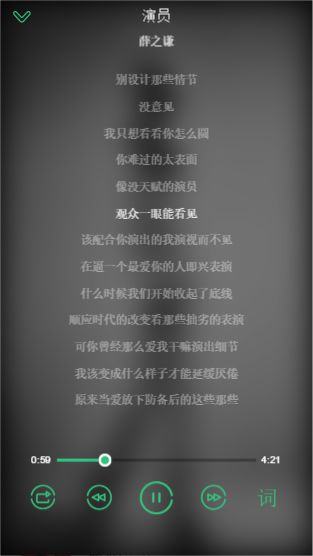 演员
薛之谦
别设计那些情节
没意见
我只想看看你怎么圆
你难过的太表面
像没天赋的演员
观众一眼能看见
该配合你演出的我演视而不见
在逼一个最爱你的人即兴表演
什么时候我们开始收起了底线
顺应时代的改变看那些拙劣的表演
可你曾经那么爱我干嘛演出细节
我该变成什么样子才能延缓厌倦
原来当爱放下防备后的这些那些
0:59
4:21
词